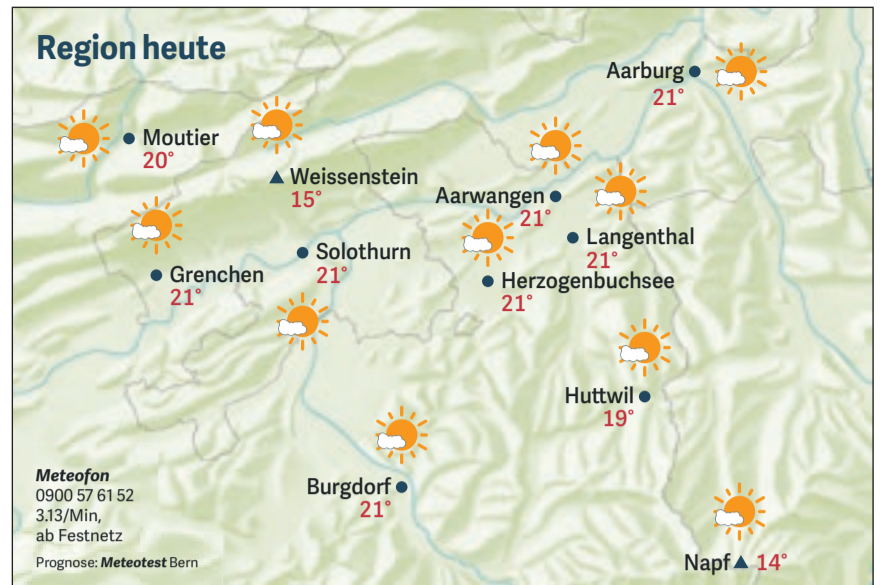 Region heute
Aarburg
21°
Moutier
20°
Weissenstein
15°
Aarwangen
21°
Langenthal
21°
Solothurn
21°
Grenchen
21°
Herzogenbuchsee
21°
Huttwil
19°
Burgdorf
21°
Napf 14°
Meteofon
0900 57 61 52
3.13/Min,
ab Festnetz
Prognose: Meteotest Bern